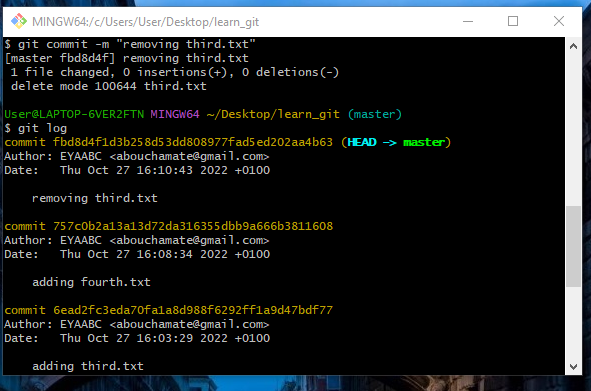 MINGW64:/c/Users/User/Desktop/learn_git
$ git commit -m "removing third.txt"
[master fbd8d4f] removing third.txt
 1 file changed, 0 insertions(+), 0 deletions(-)
 delete mode 100644 third.txt

User@LAPTOP-6VER2FTN MINGW64 ~/Desktop/learn_git (master)
$ git log
commit fbd8d4f1d3b258d53dd808977fad5ed202aa4b63 (HEAD -> master)
Author: EYAABC <abouchamate@gmail.com>
Date:   Thu Oct 27 16:10:43 2022 +0100

    removing third.txt

commit 757c0b2a13a13d72da316355dbb9a666b3811608
Author: EYAABC <abouchamate@gmail.com>
Date:   Thu Oct 27 16:08:34 2022 +0100

    adding fourth.txt

commit 6ead2fc3eda70fa1a8d988f6292ff1a9d47bdf77
Author: EYAABC <abouchamate@gmail.com>
Date:   Thu Oct 27 16:03:29 2022 +0100

    adding third.txt